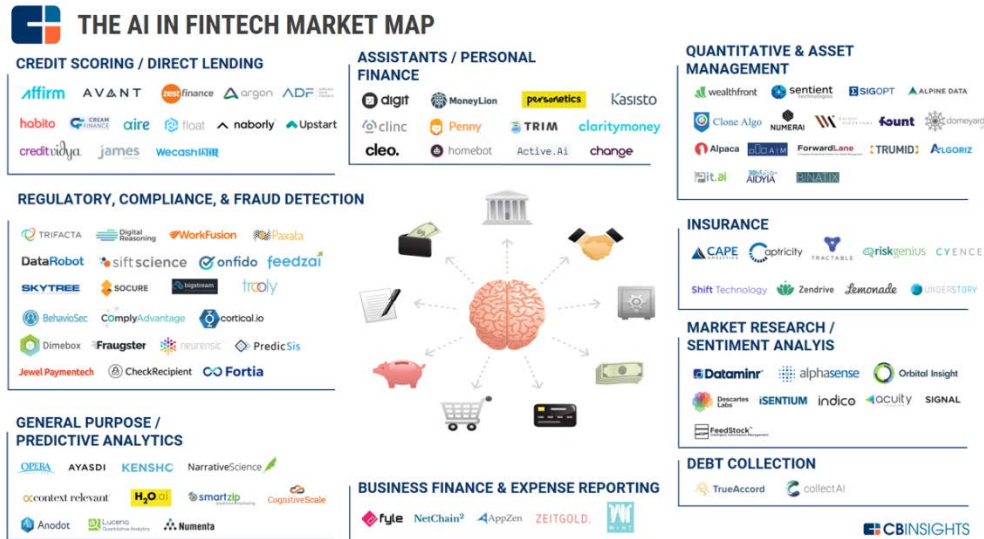 THE AI IN FINTECH MARKET MAP
CREDIT SCORING / DIRECT LENDING
affirm AVANT zestfinance argon ADF
habito CREAM FINANCE aire float naborly Upstart
creditvidya james Wecash闪银
ASSISTANTS / PERSONAL
FINANCE
digit MoneyLion personetics Kasisto
clinc Penny TRIM claritymoney
cleo. homebot Active.Ai change
QUANTITATIVE & ASSET
MANAGEMENT
wealthfront sentient technologies SIGOPT ALPINE DATA
Clone Algo NUMERAI fount domeyard
Alpaca AIM ForwardLane TRUMID ALGORIZ
it.ai AIDYIA BINATIX
REGULATORY, COMPLIANCE, & FRAUD DETECTION
TRIFACTA Digital Reasoning WorkFusion Paxata
DataRobot siftscience onfido feedzai
SKYTREE SOCURE bigstream trooly
BehavioSec ComplyAdvantage cortical.io
Dimebox Fraugster neurensic PredicSis
Jewel Paymentech CheckRecipient Fortia
INSURANCE
CAPE ANALYTICS Captricity TRACTABLE riskgenius CYENCE
Shift Technology Zendrive Lemonade UNDERSTORY
MARKET RESEARCH /
SENTIMENT ANALYIS
Dataminr alphasense Orbital Insight
Descartes Labs iSENTIUM indico acuity SIGNAL
FeedStock
GENERAL PURPOSE /
PREDICTIVE ANALYTICS
OPERA AYASDI KENSHO NarrativeScience
context relevant H2O.ai smartzip CognitiveScale
Anodot Lucena Quantitative Analytics Numenta
BUSINESS FINANCE & EXPENSE REPORTING
fyle NetChain² AppZen ZEITGOLD. WINT
DEBT COLLECTION
TrueAccord collectAI
CBINSIGHTS